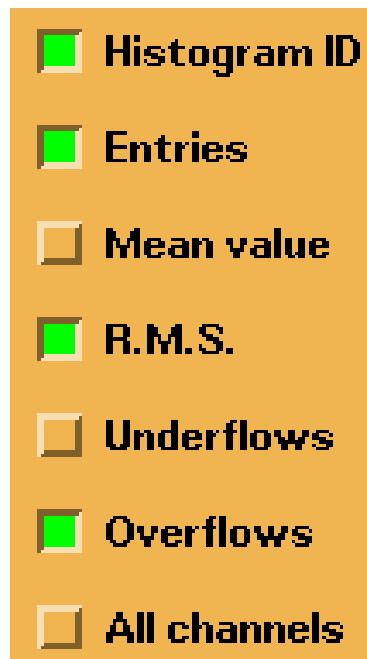 Histogram ID
Entries
Mean value
R.M.S.
Underflows
Overflows
All channels